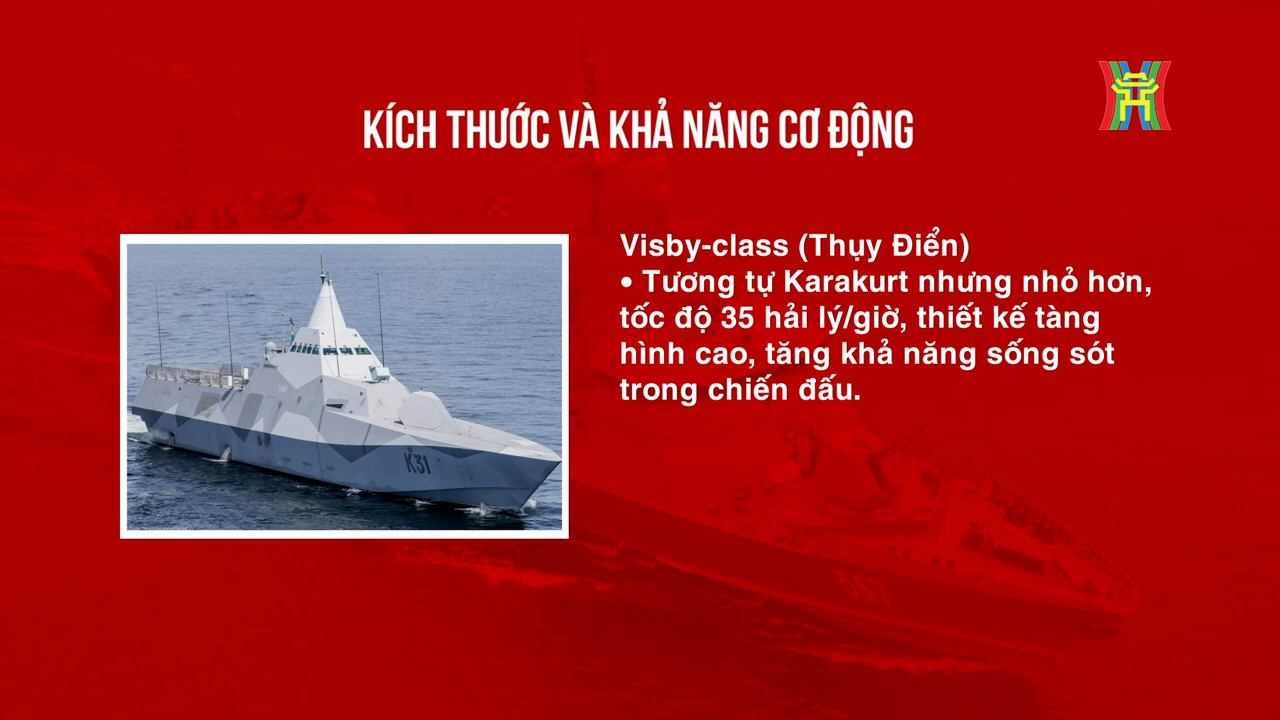 KÍCH THƯỚC VÀ KHẢ NĂNG CƠ ĐỘNG
Visby-class (Thụy Điển)
• Tương tự Karakurt nhưng nhỏ hơn,
tốc độ 35 hải lý/giờ, thiết kế tàng
hình cao, tăng khả năng sống sót
trong chiến đấu.
K31